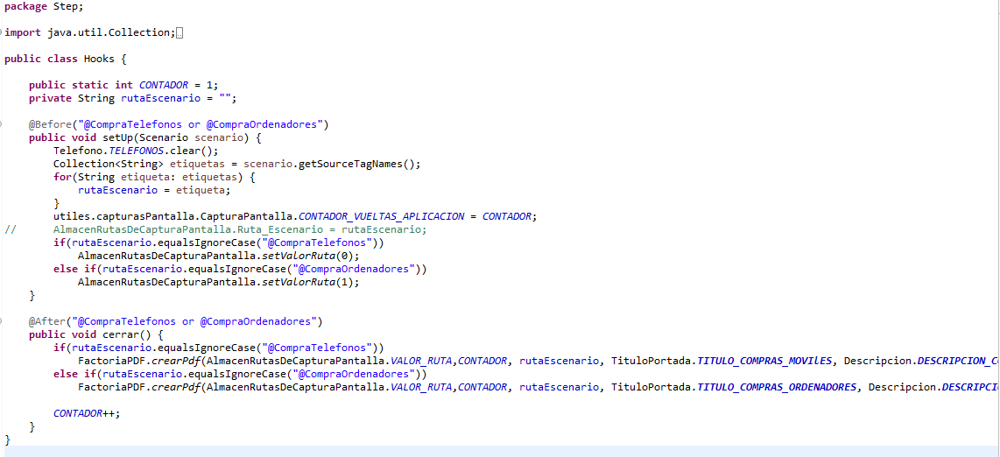 package Step;
import java.util.Collection;
public class Hooks {
public static int CONTADOR = 1;
private String rutaEscenario = "";
@Before("@CompraTelefonos or @CompraOrdenadores")
public void setUp(Scenario scenario) {
Telefono.TELEFONOS.clear();
Collection<String> etiquetas = scenario.getSourceTagNames();
for(String etiqueta: etiquetas) {
rutaEscenario = etiqueta;
}
utiles.capturasPantalla.CapturaPantalla.CONTADOR_VUELTAS_APLICACION = CONTADOR;
// AlmacenRutasDeCapturaPantalla.Ruta_Escenario = rutaEscenario;
if(rutaEscenario.equalsIgnoreCase("@CompraTelefonos"))
AlmacenRutasDeCapturaPantalla.setValorRuta(0);
else if(rutaEscenario.equalsIgnoreCase("@CompraOrdenadores"))
AlmacenRutasDeCapturaPantalla.setValorRuta(1);
}
@After("@CompraTelefonos or @CompraOrdenadores")
public void cerrar() {
if(rutaEscenario.equalsIgnoreCase("@CompraTelefonos"))
FactoriaPDF.crearPdf(AlmacenRutasDeCapturaPantalla.VALOR_RUTA,CONTADOR, rutaEscenario, TituloPortada.TITULO_COMPRAS_MOVIlES, Descripcion.DESCRIPCION_C
else if(rutaEscenario.equalsIgnoreCase("@CompraOrdenadores"))
FactoriaPDF.crearPdf(AlmacenRutasDeCapturaPantalla.VALOR_RUTA,CONTADOR, rutaEscenario, TituloPortada.TITULO_COMPRAS_ORDENADORES, Descripcion.DESCRIPCI
CONTADOR++;
}
}